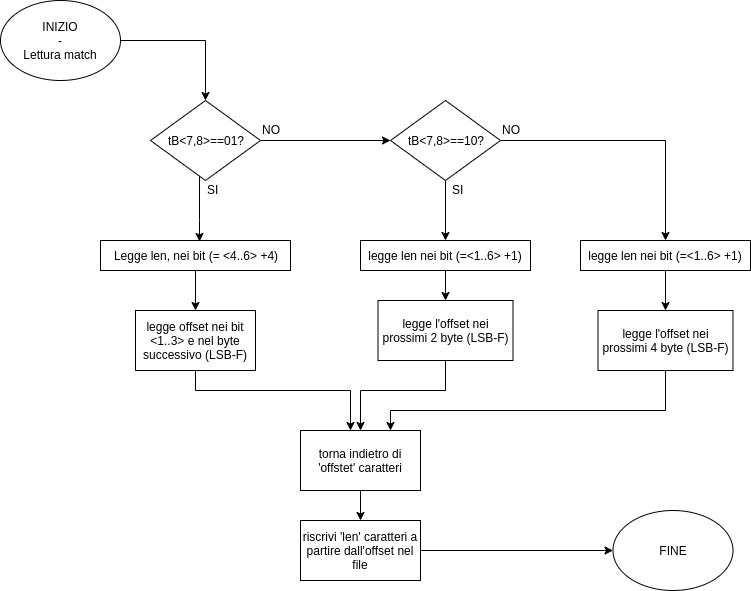 INIZIO
-
Lettura match
tB<7,8>==01?
NO
tB<7,8>==10?
NO
SI
SI
Legge len, nei bit (= <4..6> +4)
legge len nei bit (=<1..6> +1)
legge len nei bit (=<1..6> +1)
legge offset nei bit
<1..3> e nel byte
successivo (LSB-F)
legge l'offset nei
prossimi 2 byte (LSB-F)
legge l'offset nei
prossimi 4 byte (LSB-F)
torna indietro di
'offstet' caratteri
riscrivi 'len' caratteri a
partire dall'offset nel
file
FINE